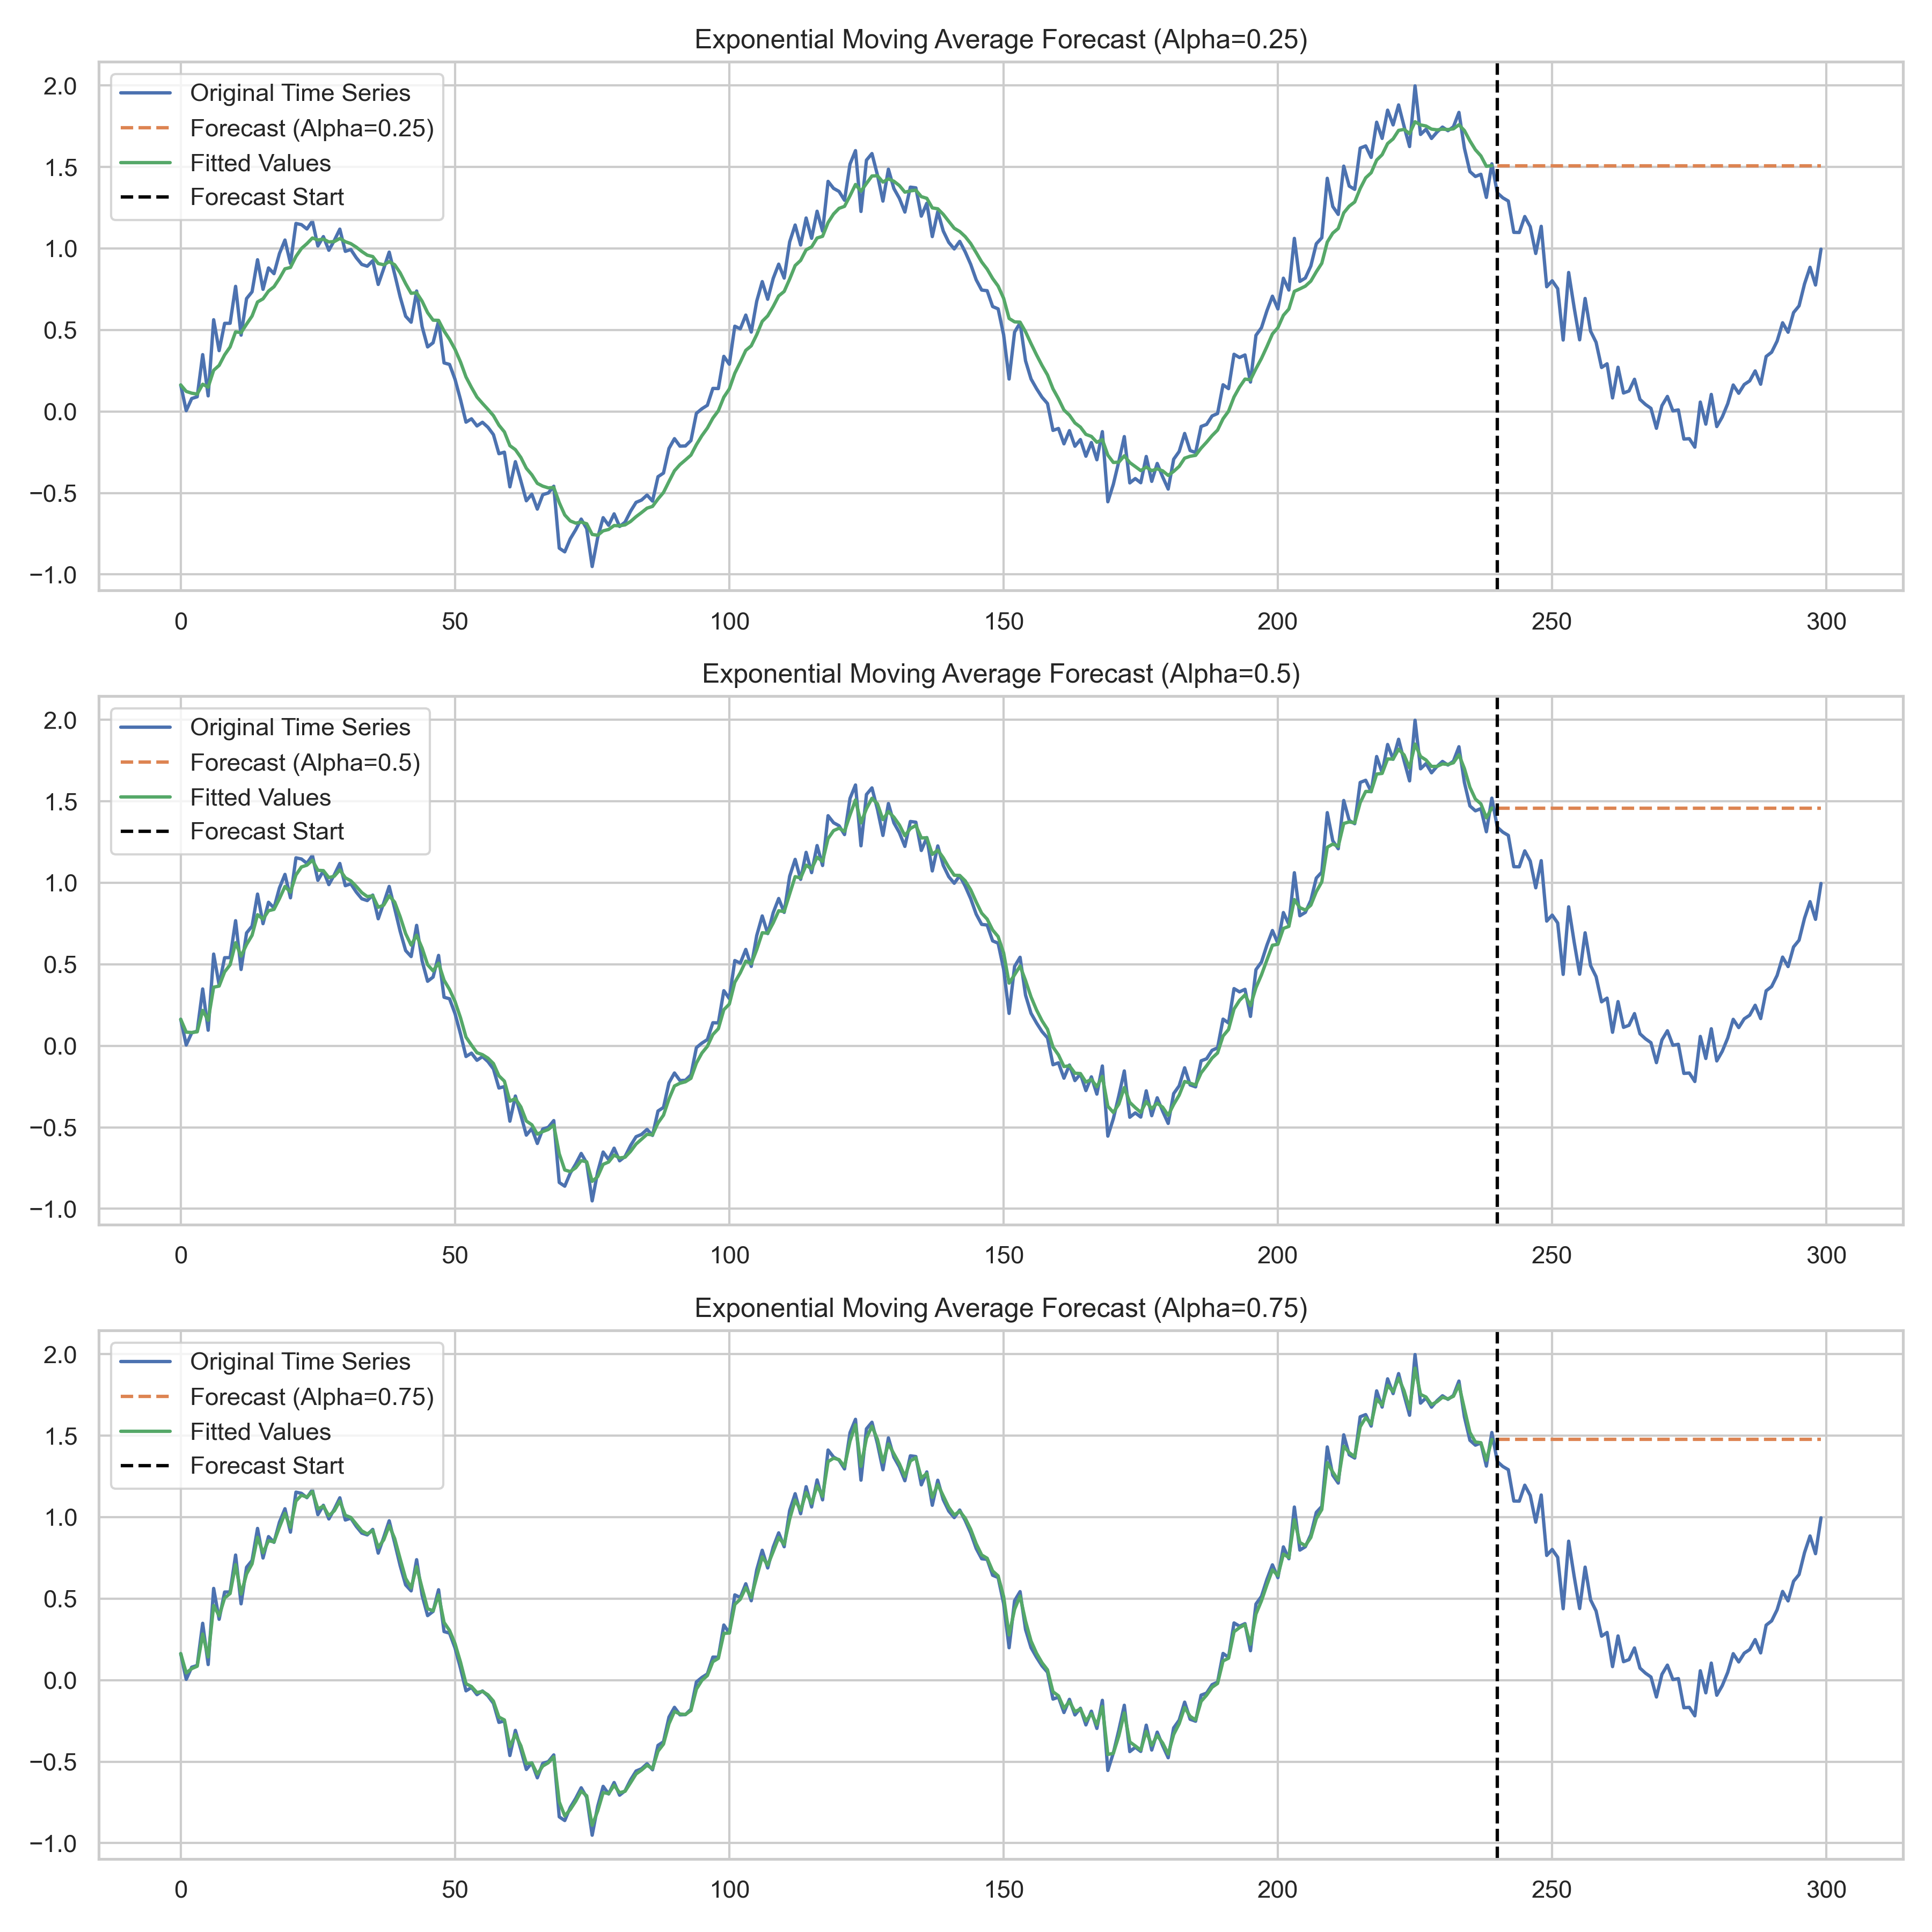 Exponential Moving Average Forecast (Alpha=0.25)
2.0
1.5
1.0
0.5
0.0
−0.5
−1.0
Original Time Series
Forecast (Alpha=0.25)
Fitted Values
Forecast Start
0 50 100 150 200 250 300
Exponential Moving Average Forecast (Alpha=0.5)
2.0
1.5
1.0
0.5
0.0
−0.5
−1.0
Original Time Series
Forecast (Alpha=0.5)
Fitted Values
Forecast Start
0 50 100 150 200 250 300
Exponential Moving Average Forecast (Alpha=0.75)
2.0
1.5
1.0
0.5
0.0
−0.5
−1.0
Original Time Series
Forecast (Alpha=0.75)
Fitted Values
Forecast Start
0 50 100 150 200 250 300